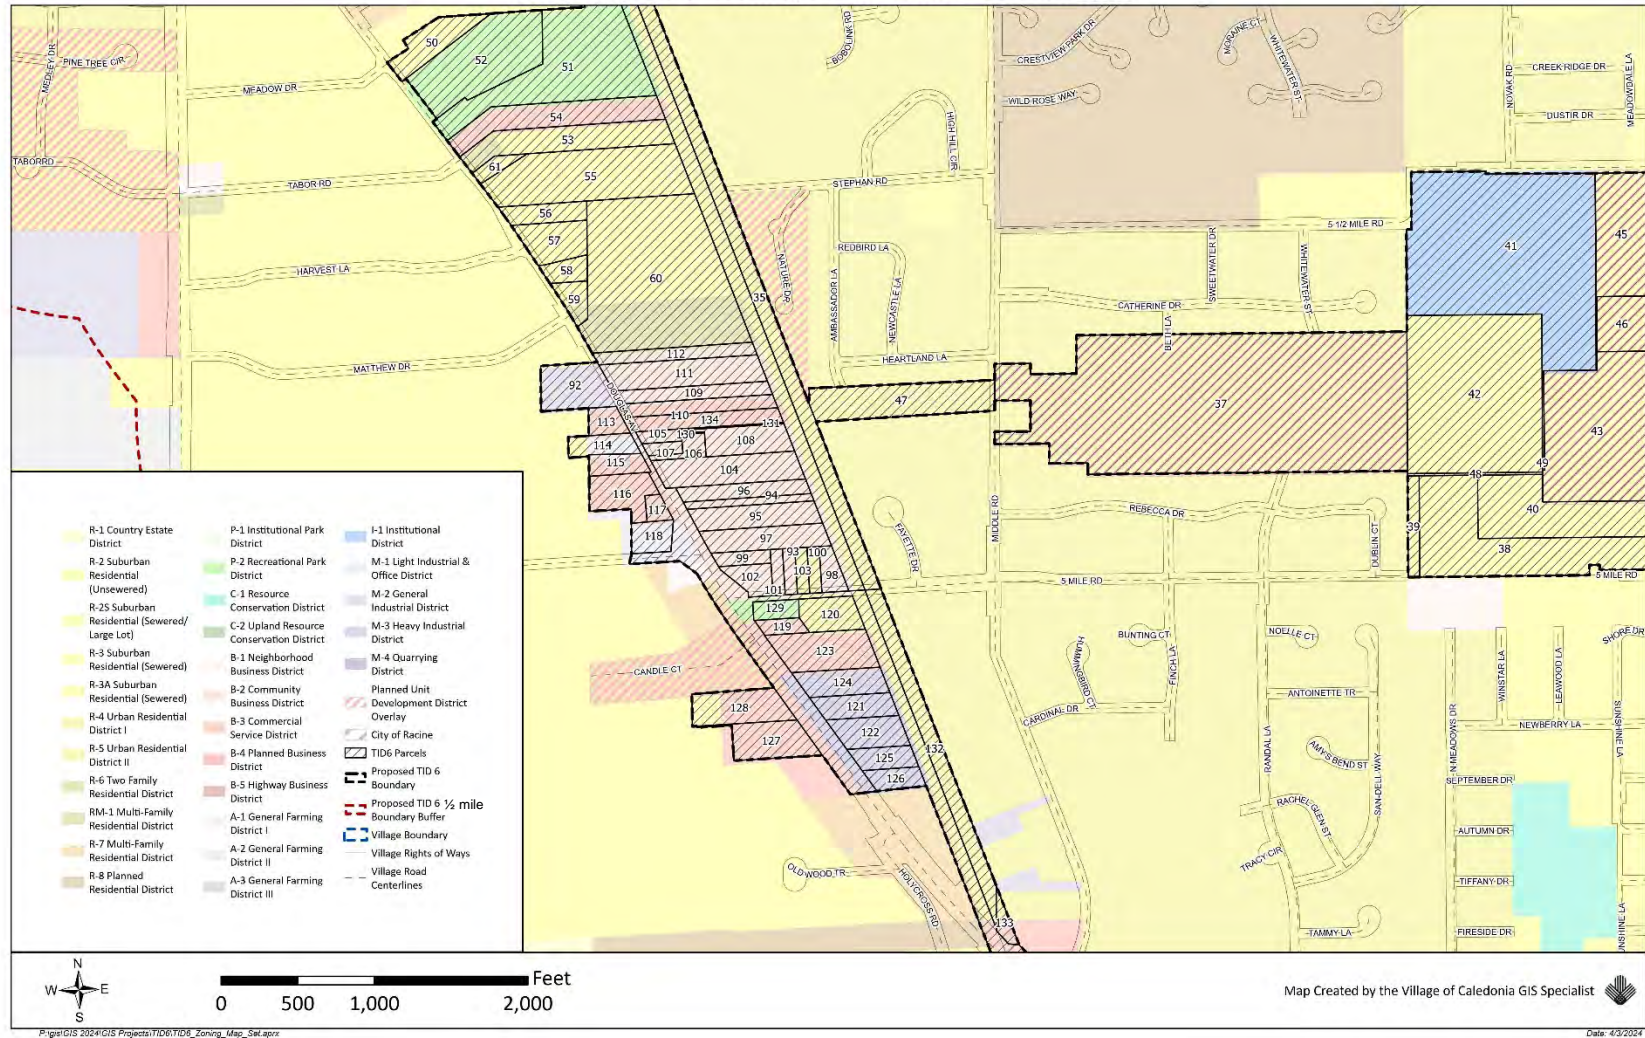 50
52
51
54
53
61
55
56
57
58
59
60
35
112
111
109
110
134
131
92
113
105
130
114
107
106
108
115
104
116
96
94
117
95
118
97
99
93
100
102
103
98
101
129
120
119
123
124
121
122
125
126
128
127
132
133
47
37
41
45
46
42
43
49
48
40
39
38
MEDLEY DR
PINE TREE CIR
MEADOW DR
TABOR RD
TABOR RD
HARVEST LA
MATTHEW DR
DOUGLAS AV
BOBOLINK RD
HIGH HILL CIR
STEPHAN RD
REDBIRD LA
NATURE DR
AMBASSADOR LA
NEWCASTLE LA
HEARTLAND LA
CRESTVIEW PARK DR
MORAINE CT
WHITEWATER ST
WILD ROSE WAY
NOVAK RD
CREEK RIDGE DR
DUSTIR DR
MEADOWDALE LA
5 1/2 MILE RD
SWEETWATER DR
WHITEWATER ST
CATHERINE DR
BETH LA
MIDDLE RD
REBECCA DR
DUBLIN CT
FAYETTE DR
5 MILE RD
5 MILE RD
BUNTING CT
HUMMINGBIRD CT
FINCH LA
NOELLE CT
CARDINAL DR
ANTOINETTE TR
RANDAL LA
AMYS BEND ST
SAN-DELL WAY
RACHEL GLEN ST
TRACY CIR
TAMMY LA
CANDLE CT
OLD WOOD TR
HOLYCROSS RD
WINSTAR LA
LEAWOOD LA
SHORE DR
NEWBERRY LA
N MEADOWS DR
SUNSHINE LA
SEPTEMBER DR
AUTUMN DR
TIFFANY DR
FIRESIDE DR
UNSHINE LA
R-1 Country Estate
District
R-2 Suburban
Residential
(Unsewered)
R-2S Suburban
Residential (Sewered/
Large Lot)
R-3 Suburban
Residential (Sewered)
R-3A Suburban
Residential (Sewered)
R-4 Urban Residential
District I
R-5 Urban Residential
District II
R-6 Two Family
Residential District
RM-1 Multi-Family
Residential District
R-7 Multi-Family
Residential District
R-8 Planned
Residential District
P-1 Institutional Park
District
P-2 Recreational Park
District
C-1 Resource
Conservation District
C-2 Upland Resource
Conservation District
B-1 Neighborhood
Business District
B-2 Community
Business District
B-3 Commercial
Service District
B-4 Planned Business
District
B-5 Highway Business
District
A-1 General Farming
District I
A-2 General Farming
District II
A-3 General Farming
District III
I-1 Institutional
District
M-1 Light Industrial &
Office District
M-2 General
Industrial District
M-3 Heavy Industrial
District
M-4 Quarrying
District
Planned Unit
Development District
Overlay
City of Racine
TID6 Parcels
Proposed TID 6
Boundary
Proposed TID 6 ½ mile
Boundary Buffer
Village Boundary
Village Rights of Ways
Village Road
Centerlines
N
W E
S
Feet
0 500 1,000 2,000
Map Created by the Village of Caledonia GIS Specialist
P:\gis\GIS 2024\GIS Projects\TID6\TID6_Zoning_Map_Set.aprx
Date: 4/3/2024